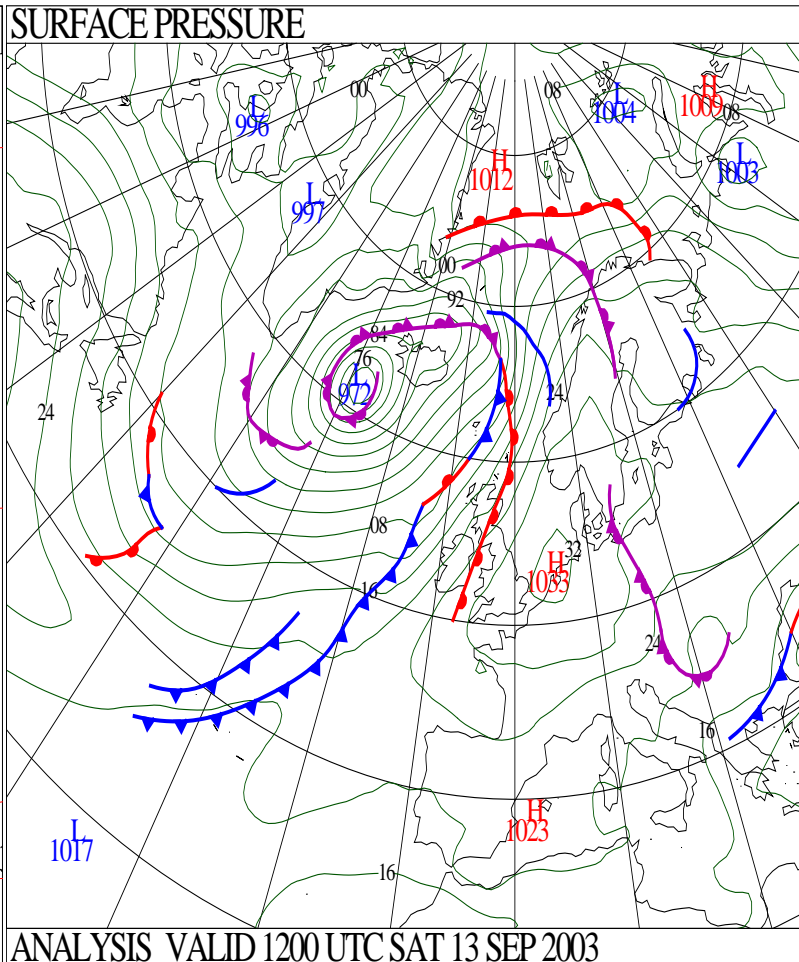 SURFACE PRESSURE
00
08
L
1004
H
1009
08
L
996
L
1003
H
1012
L
997
00
92
84
76
L
972
24
24
08
32
H
1033
16
24
16
H
1023
L
1017
16
ANALYSIS VALID 1200 UTC SAT 13 SEP 2003